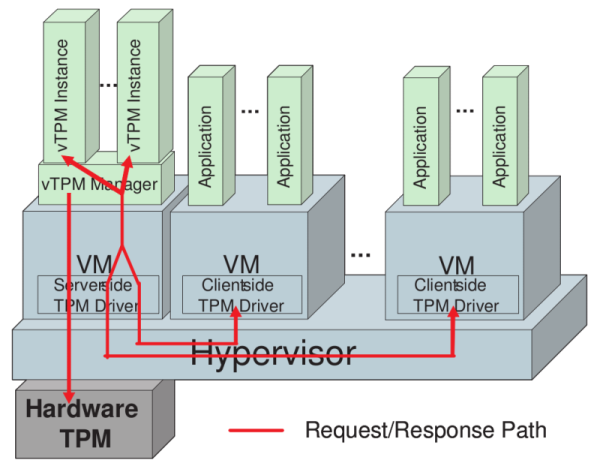 vTPM Instance
...
vTPM Instance
vTPM Manager
Application
...
Application
Application
...
Application
VM
Serverside
TPM Driver
VM
Clientside
TPM Driver
...
VM
Clientside
TPM Driver
Hypervisor
Hardware
TPM
Request/Response Path